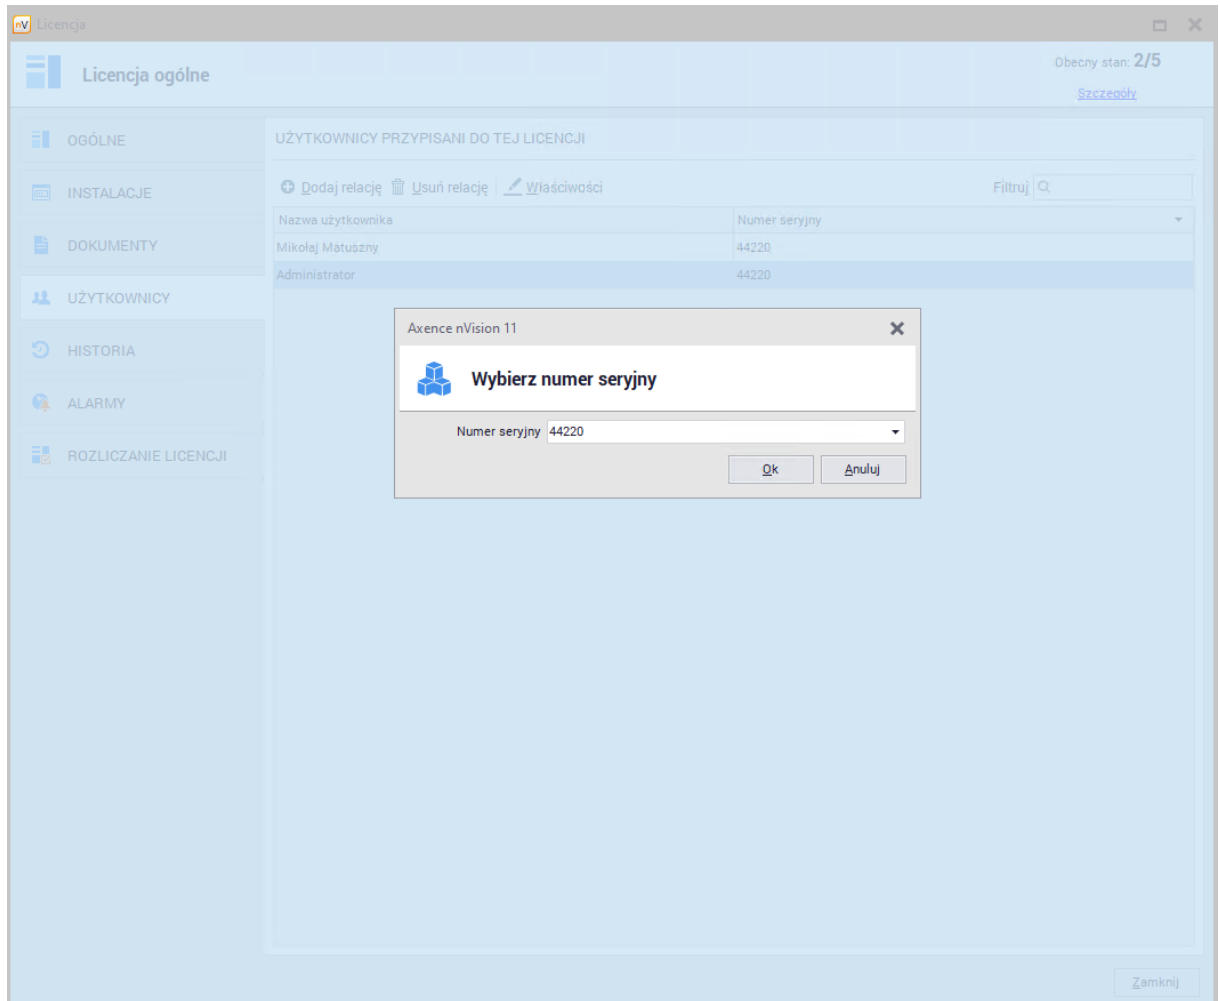 nV Licencja
Licencja ogólne
Obecny stan: 2/5
Szczegóły
OGÓLNE
INSTALACJE
DOKUMENTY
UŻYTKOWNICY
HISTORIA
ALARMY
ROZLICZANIE LICENCJI
UŻYTKOWNICY PRZYPISANI DO TEJ LICENCJI
Dodaj relację Usuń relację Właściwości Filtruj
Nazwa użytkownika Numer seryjny
Mikołaj Matuszny 44220
Administrator 44220
Axence nVision 11
Wybierz numer seryjny
Numer seryjny 44220
Ok Anuluj
Zamknij